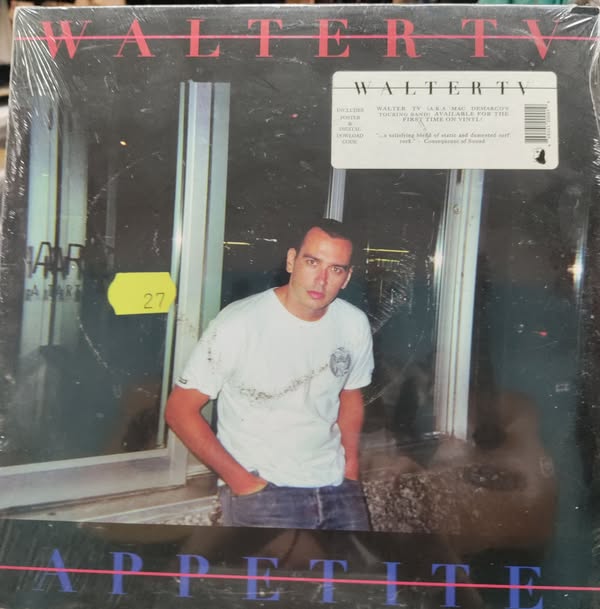 WALTER TV
WALTER TV
INCLUDES
POSTER
&
DIGITAL
DOWLOAD
CODE
WALTER TV (A.K.A MAC DEMARCO'S
TOURING BAND) AVAILABLE FOR THE
FIRST TIME ON VINYL!
"...a satisfying blend of static and demented surf
rock." - Consequence of Sound
27
APPETITE